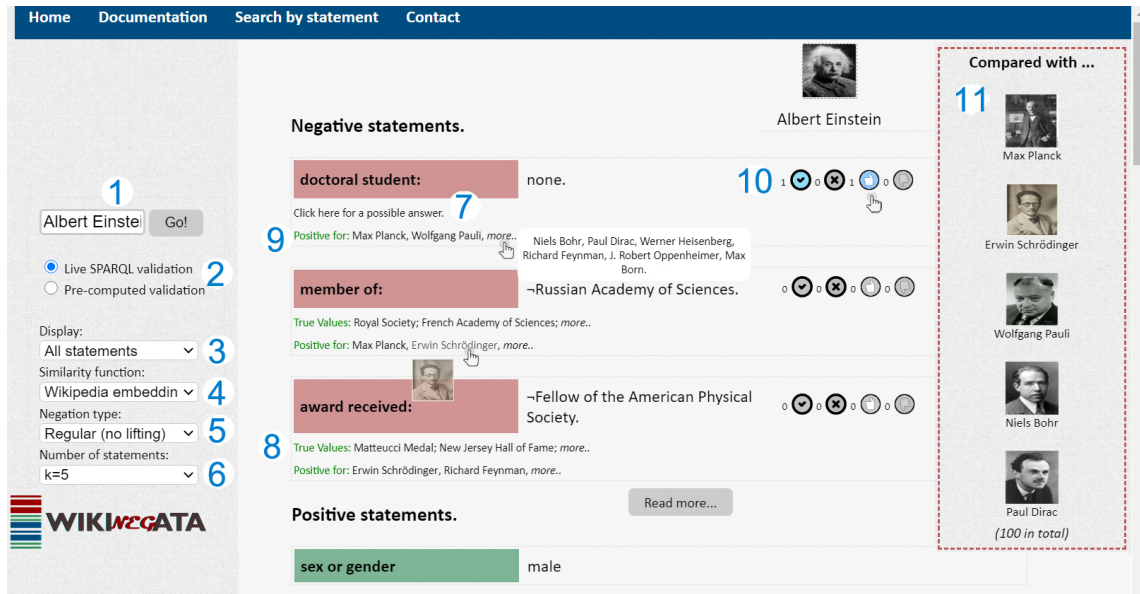 Home Documentation Search by statement Contact
1
Albert Einstei Go!
Live SPARQL validation
2
Pre-computed validation
Display:
All statements
3
Similarity function:
Wikipedia embeddin
4
Negation type:
Regular (no lifting)
5
Number of statements:
k=5
6
WIKINEGATA
Albert Einstein
Negative statements.
doctoral student: none.
10
1 0 1 0
Click here for a possible answer.
7
9
Positive for: Max Planck, Wolfgang Pauli, more..
Niels Bohr, Paul Dirac, Werner Heisenberg,
Richard Feynman, J. Robert Oppenheimer, Max
Born.
member of: ¬Russian Academy of Sciences.
0 0 0 0
True Values: Royal Society; French Academy of Sciences; more..
Positive for: Max Planck, Erwin Schrödinger, more..
award received: ¬Fellow of the American Physical
Society.
0 0 0 0
8
True Values: Matteucci Medal; New Jersey Hall of Fame; more..
Positive for: Erwin Schrödinger, Richard Feynman, more..
Read more...
Positive statements.
sex or gender male
Compared with ...
11
Max Planck
Erwin Schrödinger
Wolfgang Pauli
Niels Bohr
Paul Dirac
(100 in total)